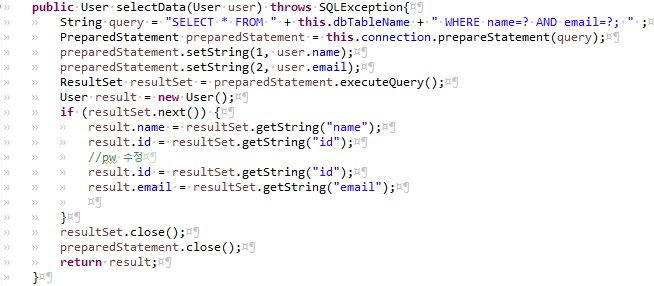 public User selectData(User user) throws SQLException{
String query = "SELECT * FROM " + this.dbTableName + " WHERE name=? AND email=?; " ;
PreparedStatement preparedStatement = this.connection.prepareStatement(query);
preparedStatement.setString(1, user.name);
preparedStatement.setString(2, user.email);
ResultSet resultSet = preparedStatement.executeQuery();
User result = new User();
if (resultSet.next()) {
result.name = resultSet.getString("name");
result.id = resultSet.getString("id");
//pw 수정
result.id = resultSet.getString("id");
result.email = resultSet.getString("email");
}
resultSet.close();
preparedStatement.close();
return result;
}